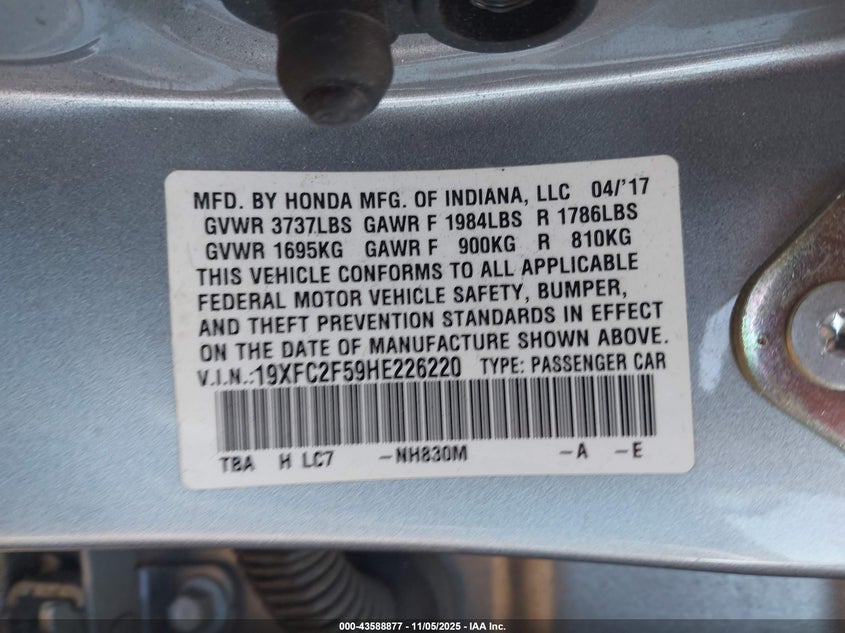 MFD. BY HONDA MFG. OF INDIANA, LLC 04/'17
GVWR 3737LBS GAWR F 1984LBS R 1786LBS
GVWR 1695KG GAWR F 900KG R 810KG
THIS VEHICLE CONFORMS TO ALL APPLICABLE
FEDERAL MOTOR VEHICLE SAFETY, BUMPER,
AND THEFT PREVENTION STANDARDS IN EFFECT
ON THE DATE OF MANUFACTURE SHOWN ABOVE.
V.I.N.:19XFC2F59HE226220 TYPE: PASSENGER CAR
TBA H LC7 -NH830M -A -E
000-43588877 - 11/05/2025 - IAA Inc.